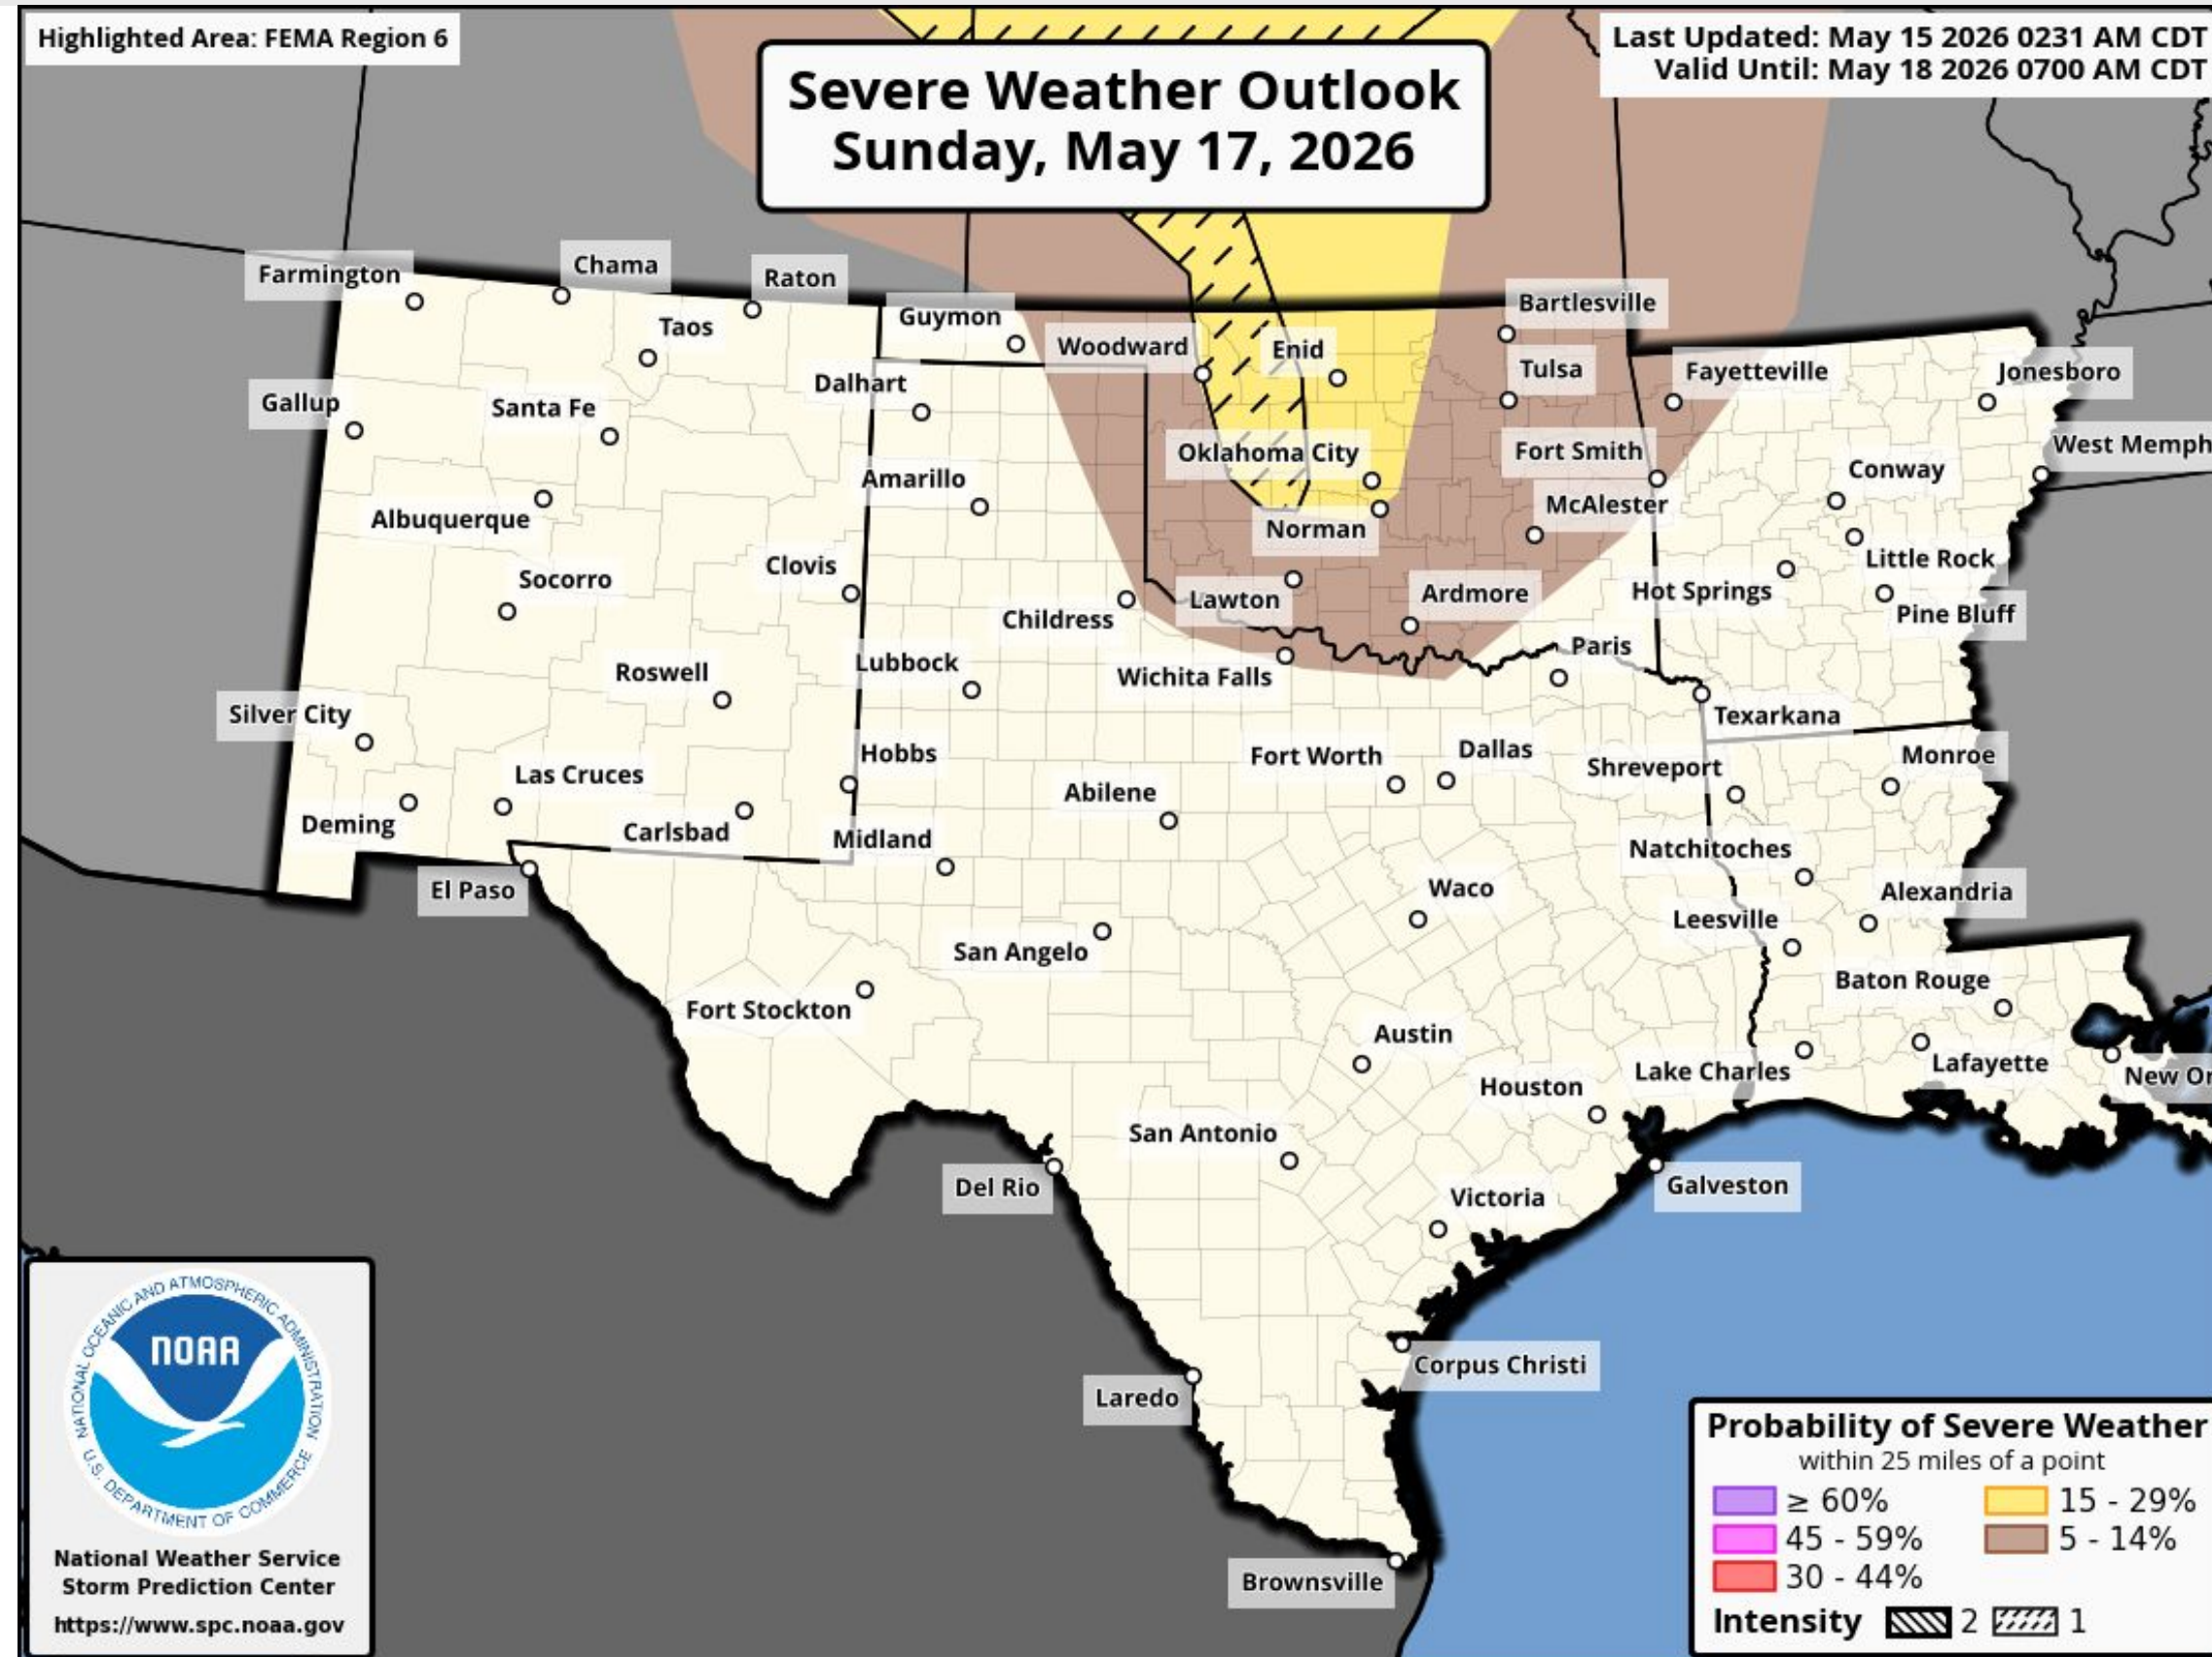 Highlighted Area: FEMA Region 6
Last Updated: May 15 2026 0231 AM CDT
Valid Until: May 18 2026 0700 AM CDT
Severe Weather Outlook
Sunday, May 17, 2026
Farmington
Chama
Raton
Taos
Guymon
Woodward
Enid
Bartlesville
Tulsa
Fayetteville
Jonesboro
Dalhart
Gallup
Santa Fe
Oklahoma City
Fort Smith
West Memph
Amarillo
Conway
Albuquerque
McAlester
Norman
Socorro
Clovis
Little Rock
Hot Springs
Lawton
Ardmore
Pine Bluff
Childress
Paris
Roswell
Lubbock
Wichita Falls
Silver City
Texarkana
Hobbs
Fort Worth
Dallas
Shreveport
Monroe
Las Cruces
Abilene
Deming
Carlsbad
Midland
Natchitoches
El Paso
Waco
Alexandria
Leesville
San Angelo
Baton Rouge
Fort Stockton
Austin
Lake Charles
Lafayette
New Or
Houston
San Antonio
Del Rio
Galveston
Victoria
Corpus Christi
Laredo
Brownsville
NATIONAL OCEANIC AND ATMOSPHERIC ADMINISTRATION
NOAA
U.S. DEPARTMENT OF COMMERCE
National Weather Service
Storm Prediction Center
https://www.spc.noaa.gov
Probability of Severe Weather
within 25 miles of a point
≥ 60%
15 - 29%
45 - 59%
5 - 14%
30 - 44%
Intensity 2 1